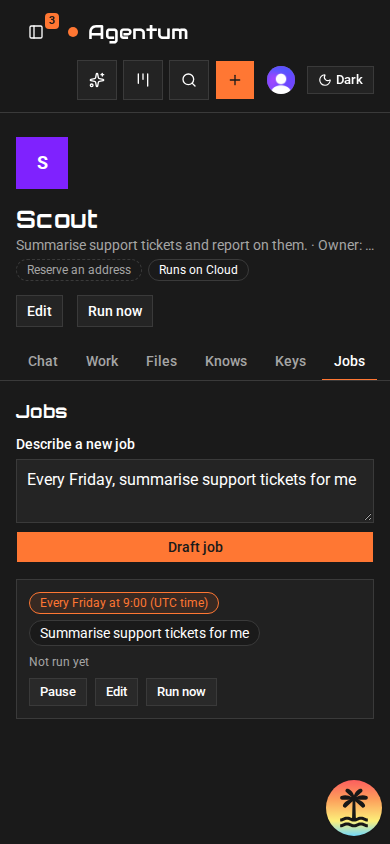 3
Agentum
Dark
S
Scout
Summarise support tickets and report on them. · Owner: ...
Reserve an address
Runs on Cloud
Edit
Run now
Chat
Work
Files
Knows
Keys
Jobs
Jobs
Describe a new job
Every Friday, summarise support tickets for me
Draft job
Every Friday at 9:00 (UTC time)
Summarise support tickets for me
Not run yet
Pause
Edit
Run now